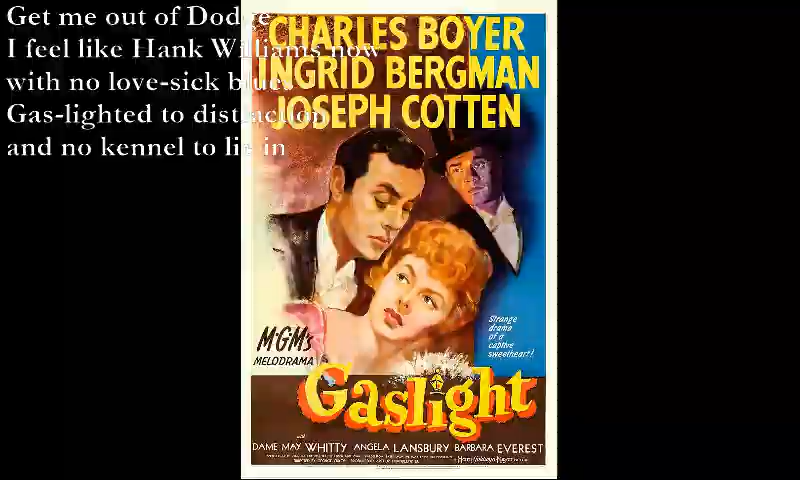 Get me out of Dodge
I feel like Hank Williams now
with no love-sick blues
Gas-lighted to distraction
and no kennel to lie in
CHARLES BOYER
INGRID BERGMAN
JOSEPH COTTEN
Strange
drama
of a
captive
sweetheart!
M-G-M's
MELODRAMA
Gaslight
with
DAME MAY WHITTY ANGELA LANSBURY BARBARA EVEREST